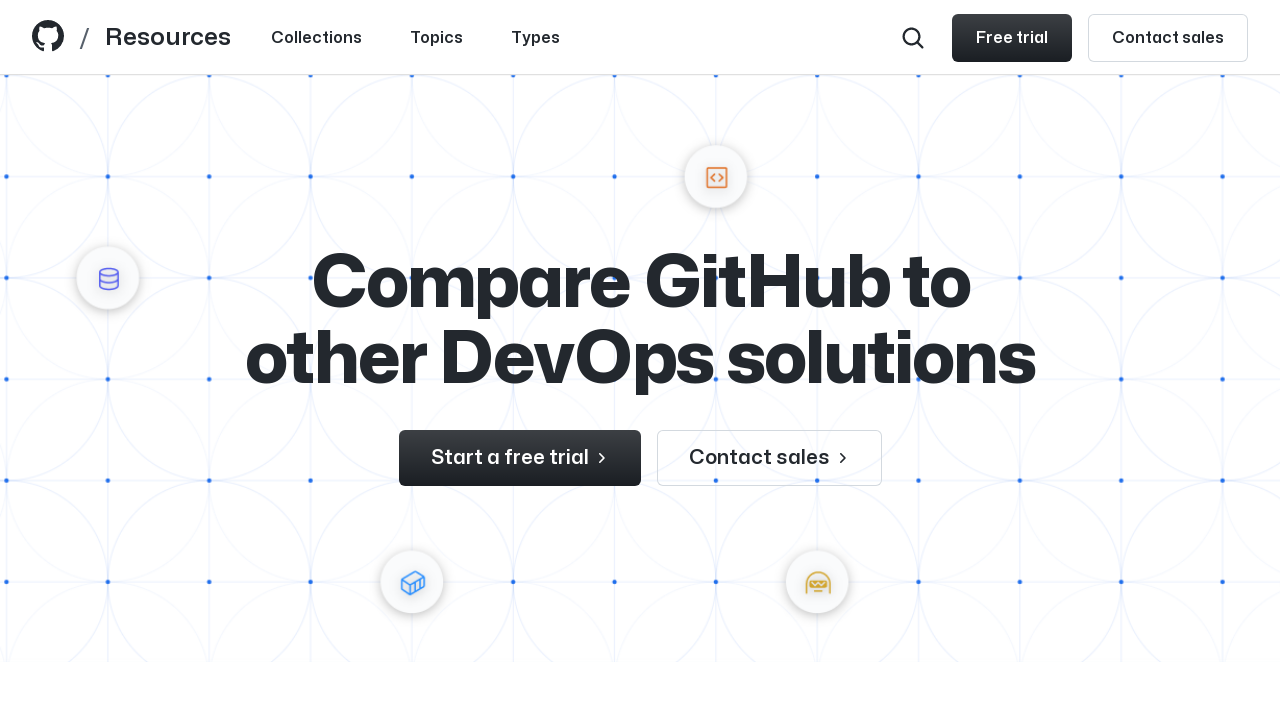 / Resources Collections Topics Types Free trial Contact sales
Compare GitHub to
other DevOps solutions
Start a free trial Contact sales